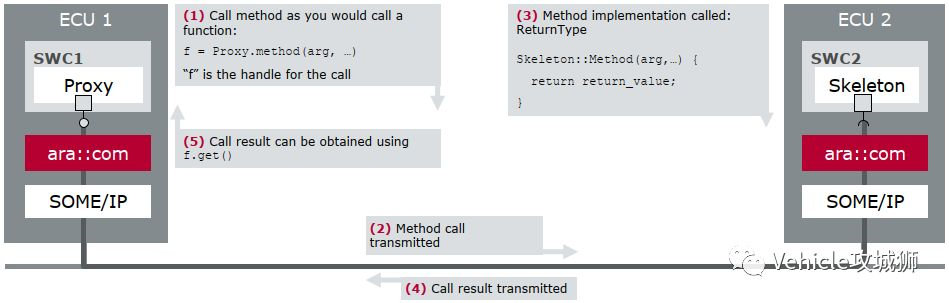 ECU 1
SWC1
Proxy
ara::com
SOME/IP
(1) Call method as you would call a
function:
f = Proxy.method(arg, …)
“f” is the handle for the call
(5) Call result can be obtained using
f.get()
(3) Method implementation called:
ReturnType
Skeleton::Method(arg,…) {
return return_value;
}
(2) Method call
transmitted
(4) Call result transmitted
ECU 2
SWC2
Skeleton
ara::com
SOME/IP
Vehicle攻城狮